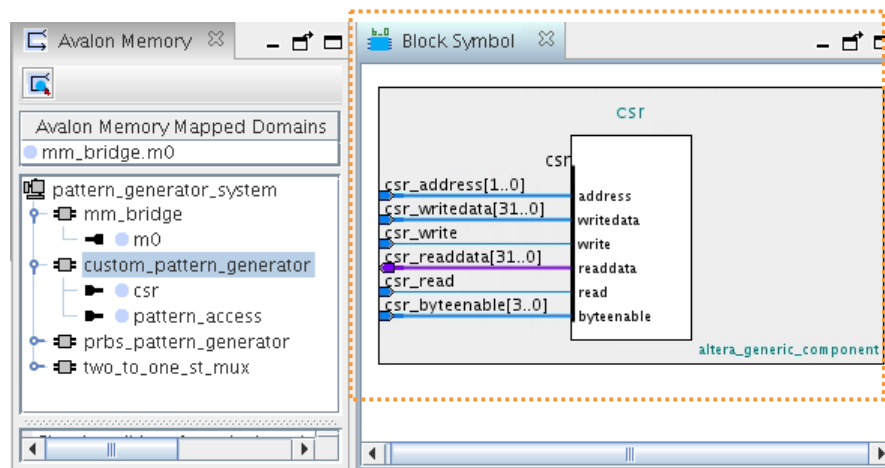 Avalon Memory
Avalon Memory Mapped Domains
mm_bridge.m0
pattern_generator_system
mm_bridge
m0
custom_pattern_generator
csr
pattern_access
prbs_pattern_generator
two_to_one_st_mux
Block Symbol
csr
csr
csr_address[1..0]
address
csr_writedata[31..0]
writedata
csr_write
write
csr_readdata[31..0]
readdata
csr_read
read
csr_byteenable[3..0]
byteenable
altera_generic_component